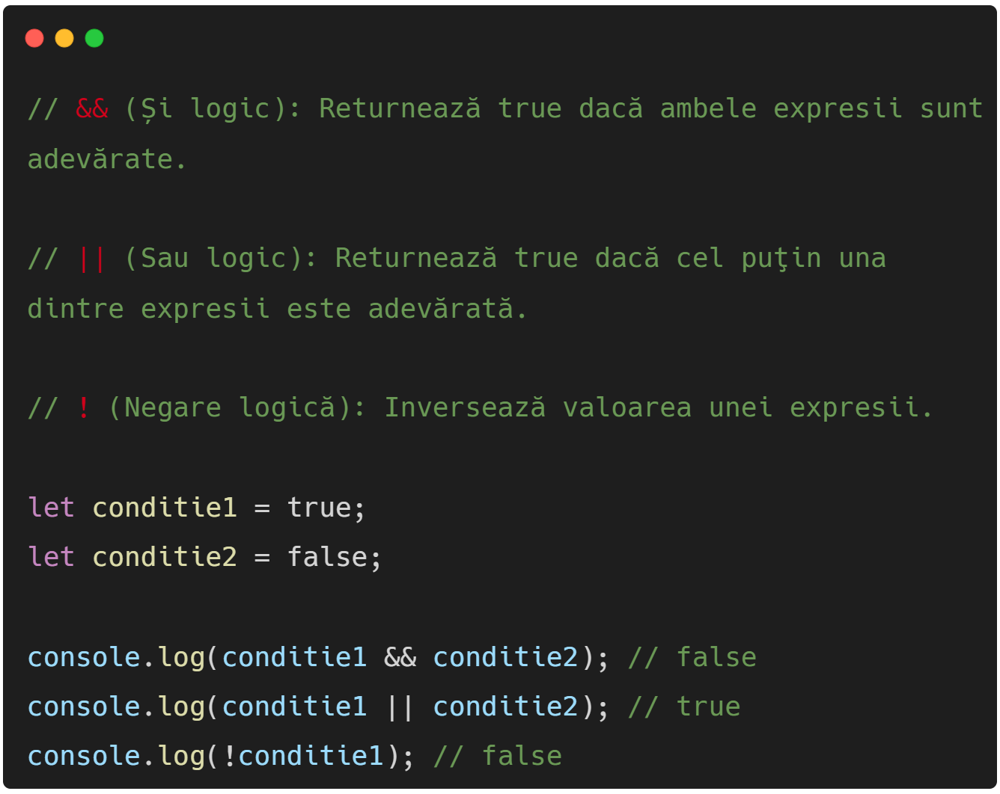 // && (Și logic): Returnează true dacă ambele expresii sunt
adevărate.
// || (Sau logic): Returnează true dacă cel puţin una
dintre expresii este adevărată.
// ! (Negare logică): Inversează valoarea unei expresii.
let conditie1 = true;
let conditie2 = false;
console.log(conditie1 && conditie2); // false
console.log(conditie1 || conditie2); // true
console.log(!conditie1); // false